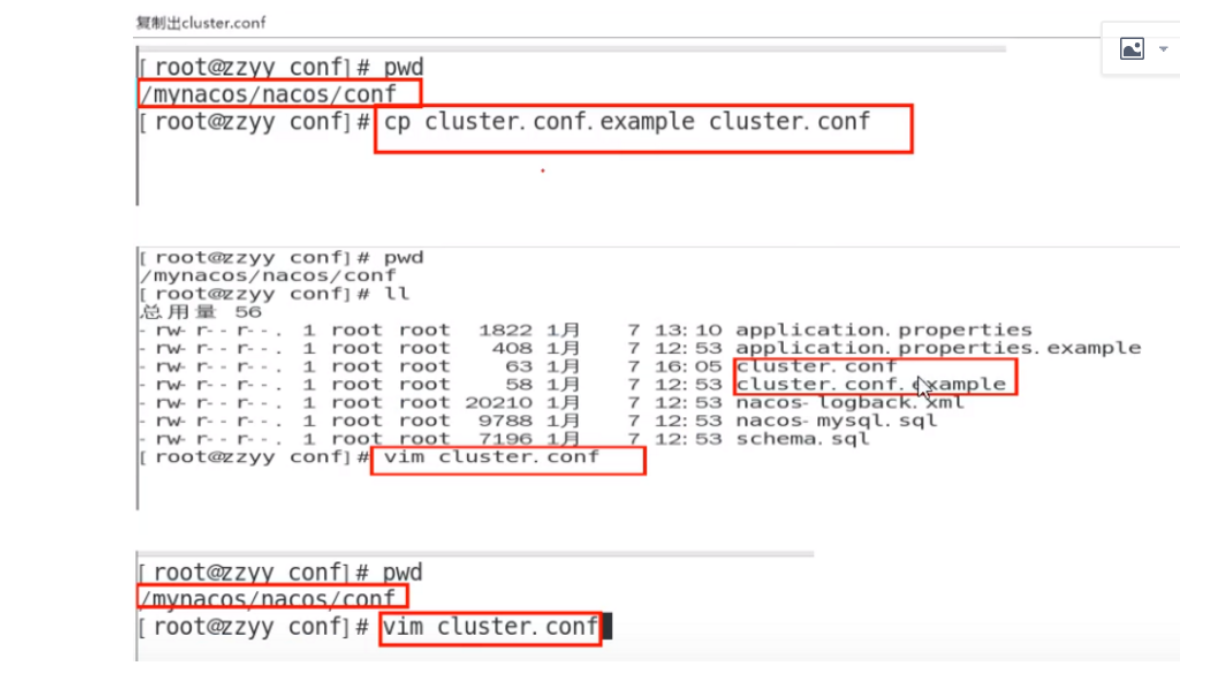 复制出cluster.conf
[root@zzyy conf]# pwd
/mynacos/nacos/conf
[root@zzyy conf]# cp cluster.conf.example cluster.conf
[root@zzyy conf]# pwd
/mynacos/nacos/conf
[root@zzyy conf]# ll
总用量 56
-rw-r--r--. 1 root root 1822 1月 7 13:10 application.properties
-rw-r--r--. 1 root root 408 1月 7 12:53 application.properties.example
-rw-r--r--. 1 root root 63 1月 7 16:05 cluster.conf
-rw-r--r--. 1 root root 58 1月 7 12:53 cluster.conf.example
-rw-r--r--. 1 root root 20210 1月 7 12:53 nacos-logback.xml
-rw-r--r--. 1 root root 9788 1月 7 12:53 nacos-mysql.sql
-rw-r--r--. 1 root root 7196 1月 7 12:53 schema.sql
[root@zzyy conf]# vim cluster.conf
[root@zzyy conf]# pwd
/mynacos/nacos/conf
[root@zzyy conf]# vim cluster.conf